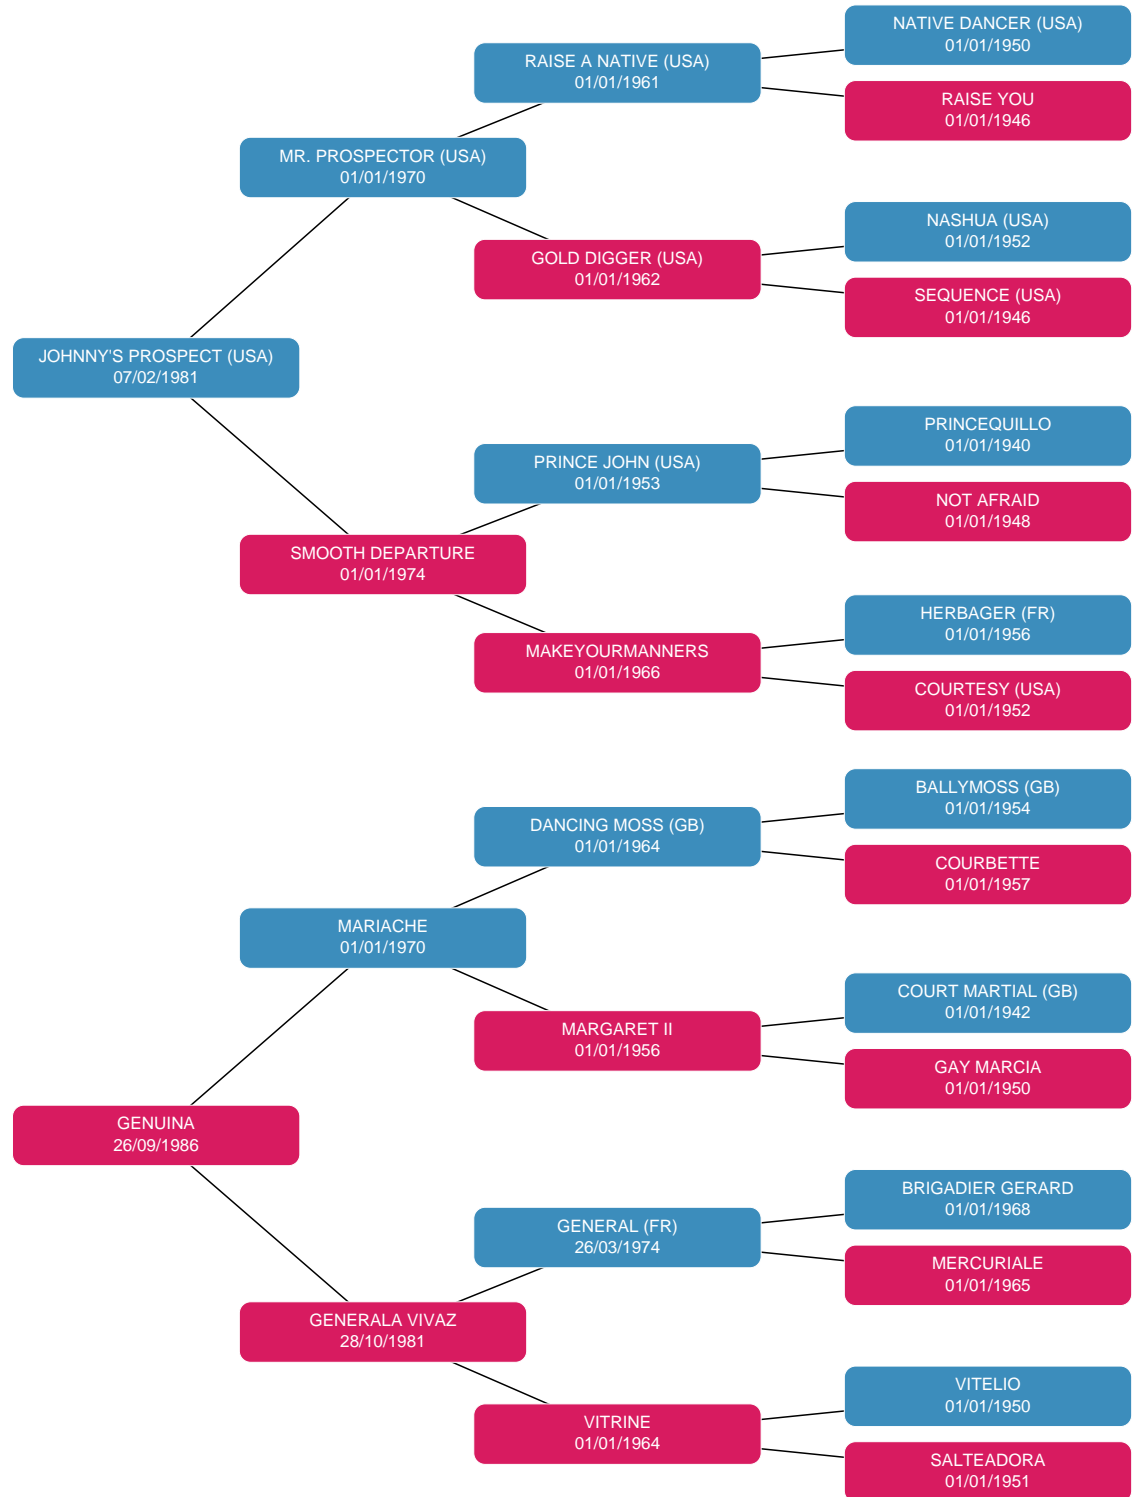 NATIVE DANCER (USA)
01/01/1950
RAISE A NATIVE (USA)
01/01/1961
RAISE YOU
01/01/1946
MR. PROSPECTOR (USA)
01/01/1970
NASHUA (USA)
01/01/1952
GOLD DIGGER (USA)
01/01/1962
SEQUENCE (USA)
01/01/1946
JOHNNY'S PROSPECT (USA)
07/02/1981
PRINCEQUILLO
01/01/1940
PRINCE JOHN (USA)
01/01/1953
NOT AFRAID
01/01/1948
SMOOTH DEPARTURE
01/01/1974
HERBAGER (FR)
01/01/1956
MAKEYOURMANNERS
01/01/1966
COURTESY (USA)
01/01/1952
BALLYMOSS (GB)
01/01/1954
DANCING MOSS (GB)
01/01/1964
COURBETTE
01/01/1957
MARIACHE
01/01/1970
COURT MARTIAL (GB)
01/01/1942
MARGARET II
01/01/1956
GAY MARCIA
01/01/1950
GENUINA
26/09/1986
BRIGADIER GERARD
01/01/1968
GENERAL (FR)
26/03/1974
MERCURIALE
01/01/1965
GENERALA VIVAZ
28/10/1981
VITELIO
01/01/1950
VITRINE
01/01/1964
SALTEADORA
01/01/1951